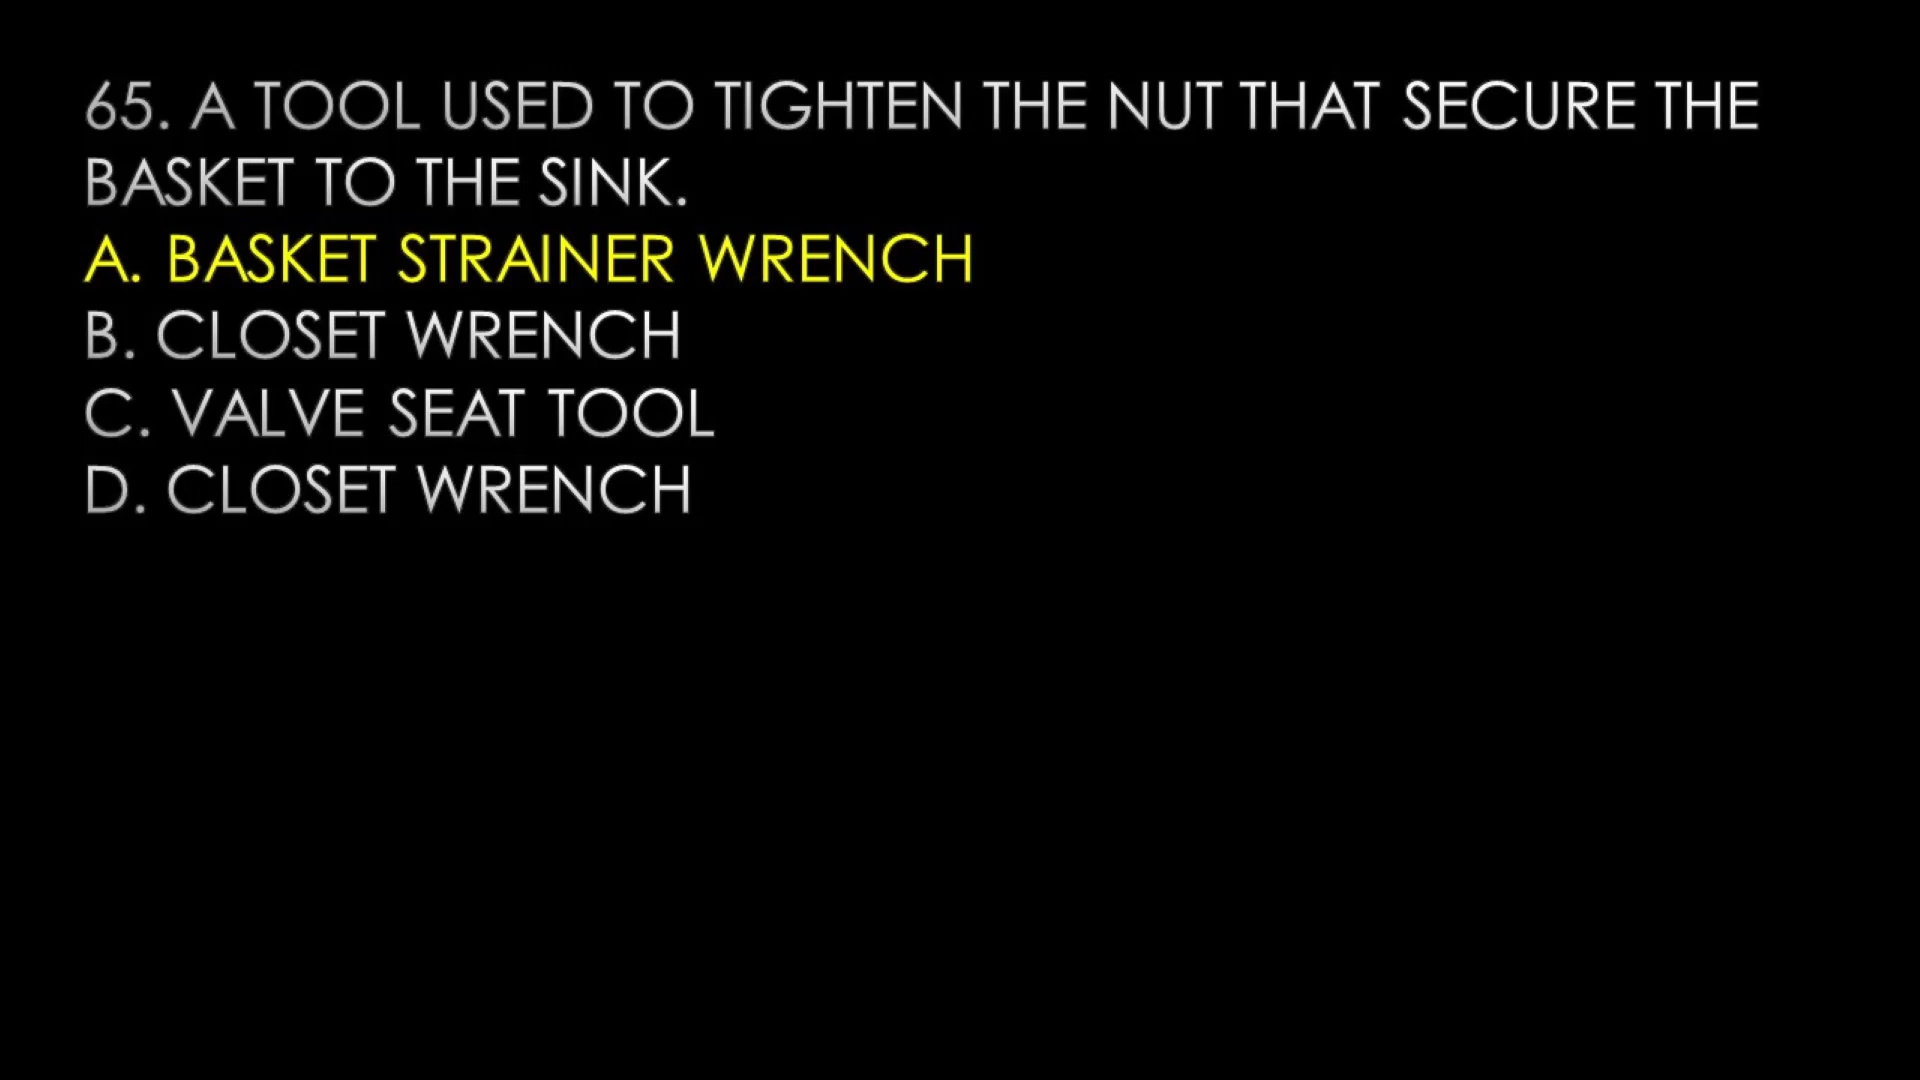 65. A TOOL USED TO TIGHTEN THE NUT THAT SECURE THE
BASKET TO THE SINK.
A. BASKET STRAINER WRENCH
B. CLOSET WRENCH
C. VALVE SEAT TOOL
D. CLOSET WRENCH